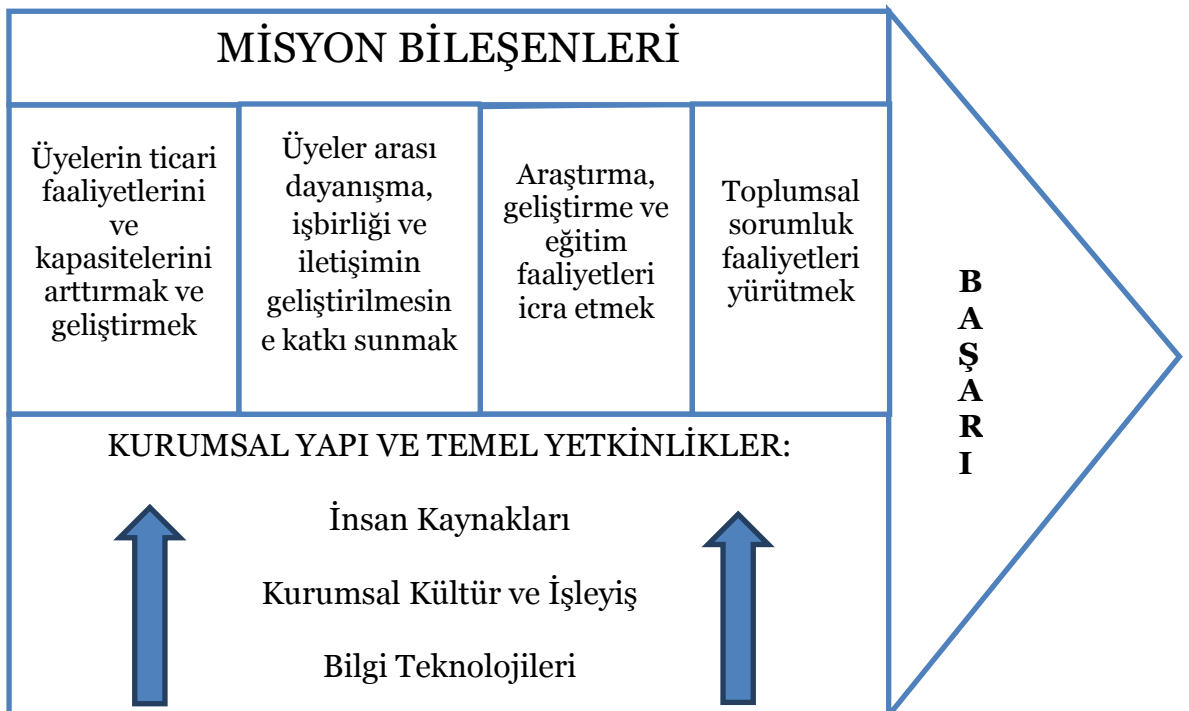 MİSYON BİLEŞENLERİ
Üyelerin ticari
faaliyetlerini
ve
kapasitelerini
arttırmak ve
geliştirmek
Üyeler arası
dayanışma,
işbirliği ve
iletişimin
geliştirilmesin
e katkı sunmak
Araştırma,
geliştirme ve
eğitim
faaliyetleri
icra etmek
Toplumsal
sorumluk
faaliyetleri
yürütmek
KURUMSAL YAPI VE TEMEL YETKİNLİKLER:
İnsan Kaynakları
Kurumsal Kültür ve İşleyiş
Bilgi Teknolojileri
B
A
Ş
A
R
I